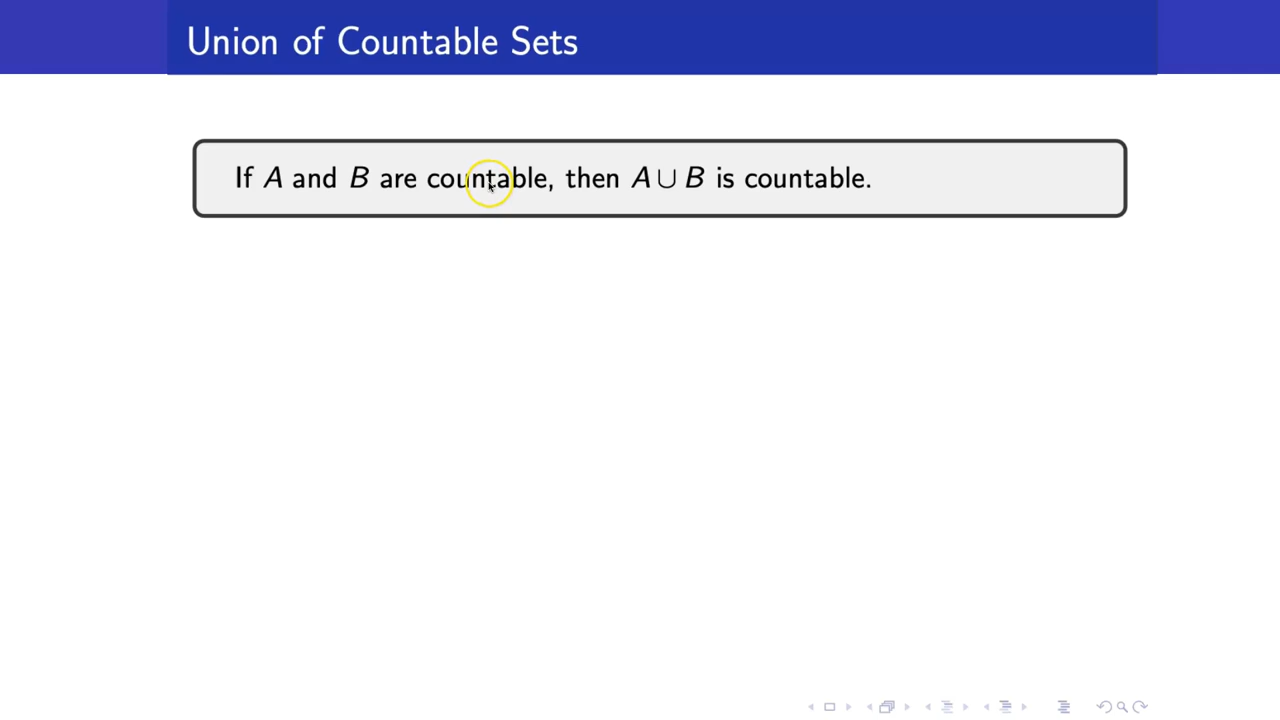 Union of Countable Sets
If A and B are countable, then A ∪ B is countable.